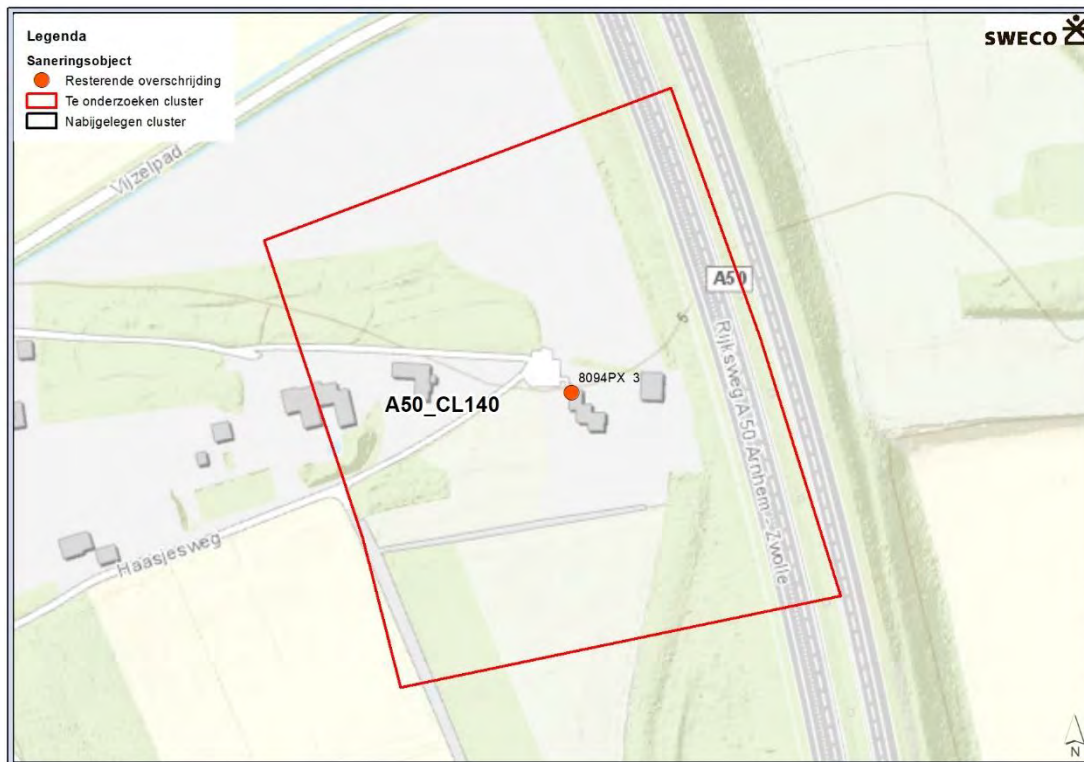 Legenda
Saneringsobject
Resterende overschrijding
Te onderzoeken cluster
Nabijgelegen cluster
SWECO
Vijzelpad
A50
5
8094PX 3
A50_CL140
Rijksweg A50 Arnhem - Zwolle
Haasjesweg
N